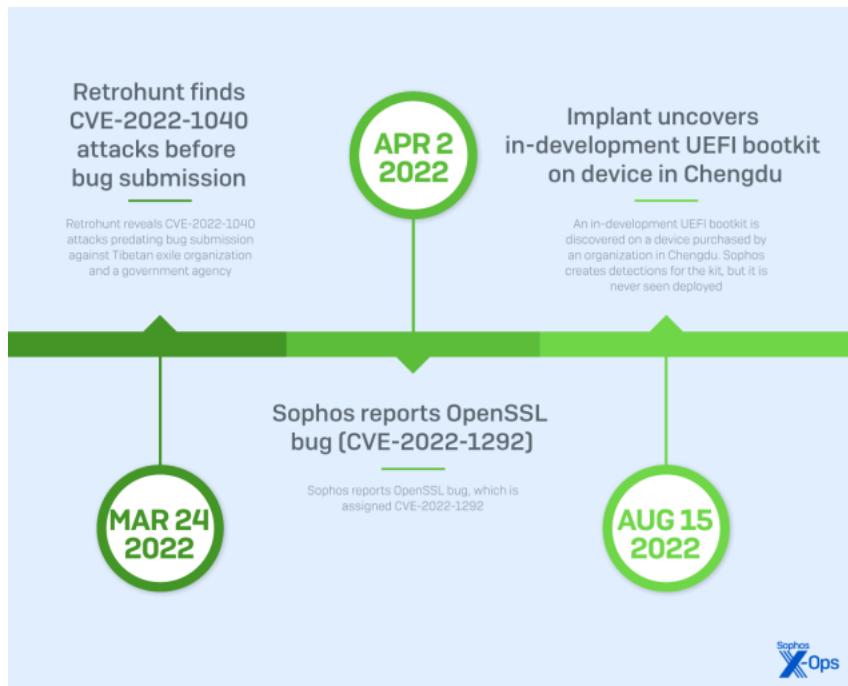 Retrohunt finds
CVE-2022-1040
attacks before
bug submission
Retrohunt reveals CVE-2022-1040
attacks predating bug submission
against Tibetan exile organization
and a government agency
MAR 24
2022
APR 2
2022
Sophos reports OpenSSL
bug (CVE-2022-1292)
Sophos reports OpenSSL bug, which is
assigned CVE-2022-1292
Implant uncovers
in-development UEFI bootkit
on device in Chengdu
An in-development UEFI bootkit is
discovered on a device purchased by
an organization in Chengdu. Sophos
creates detections for the kit, but it is
never seen deployed
AUG 15
2022
Sophos
X-Ops